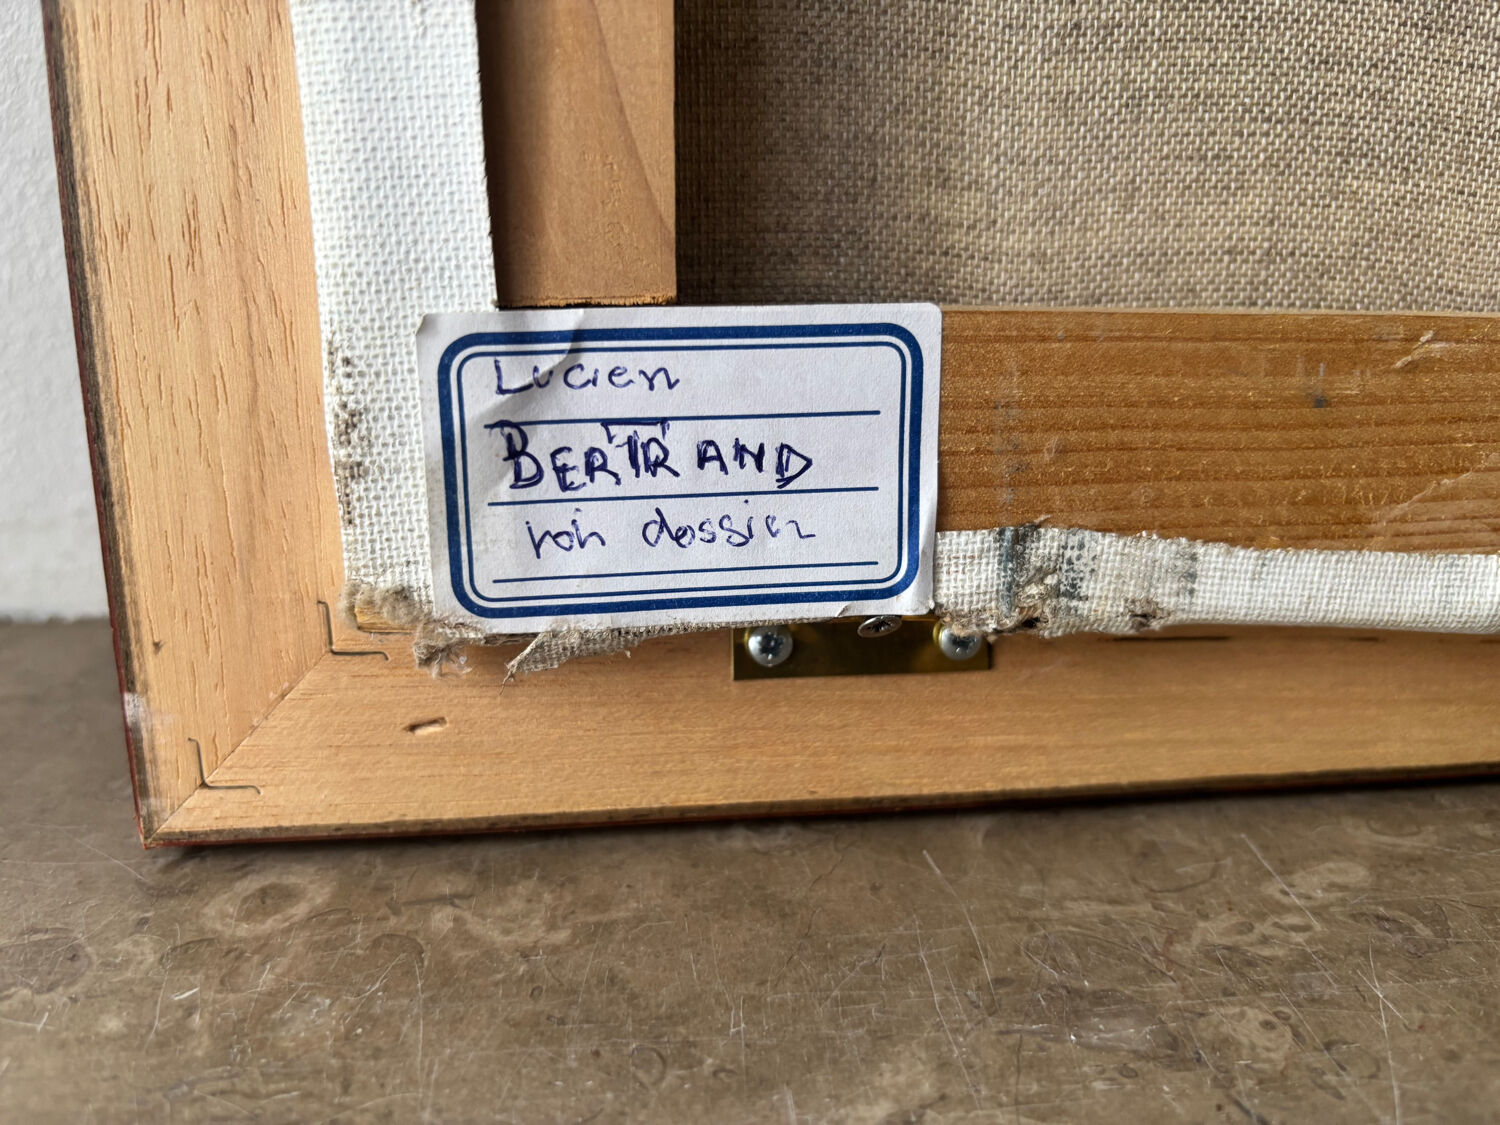 Lucien
BERTRAND
voir dossier